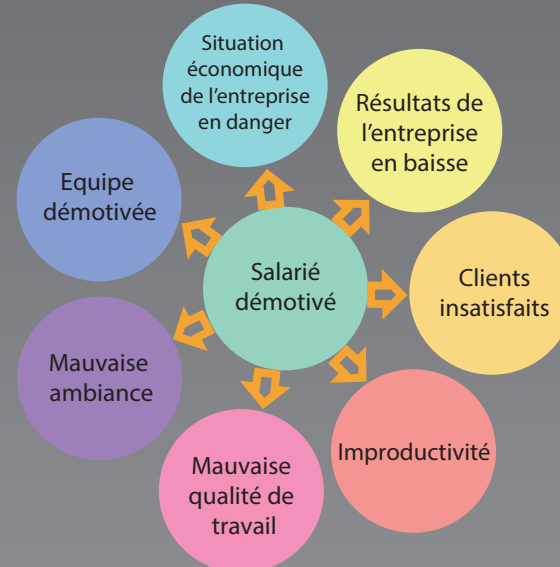 Situation
économique
de l'entreprise
en danger
Résultats de
l'entreprise
en baisse
Equipe
démotivée
Salarié
démotivé
Clients
insatisfaits
Mauvaise
ambiance
Improductivité
Mauvaise
qualité de
travail